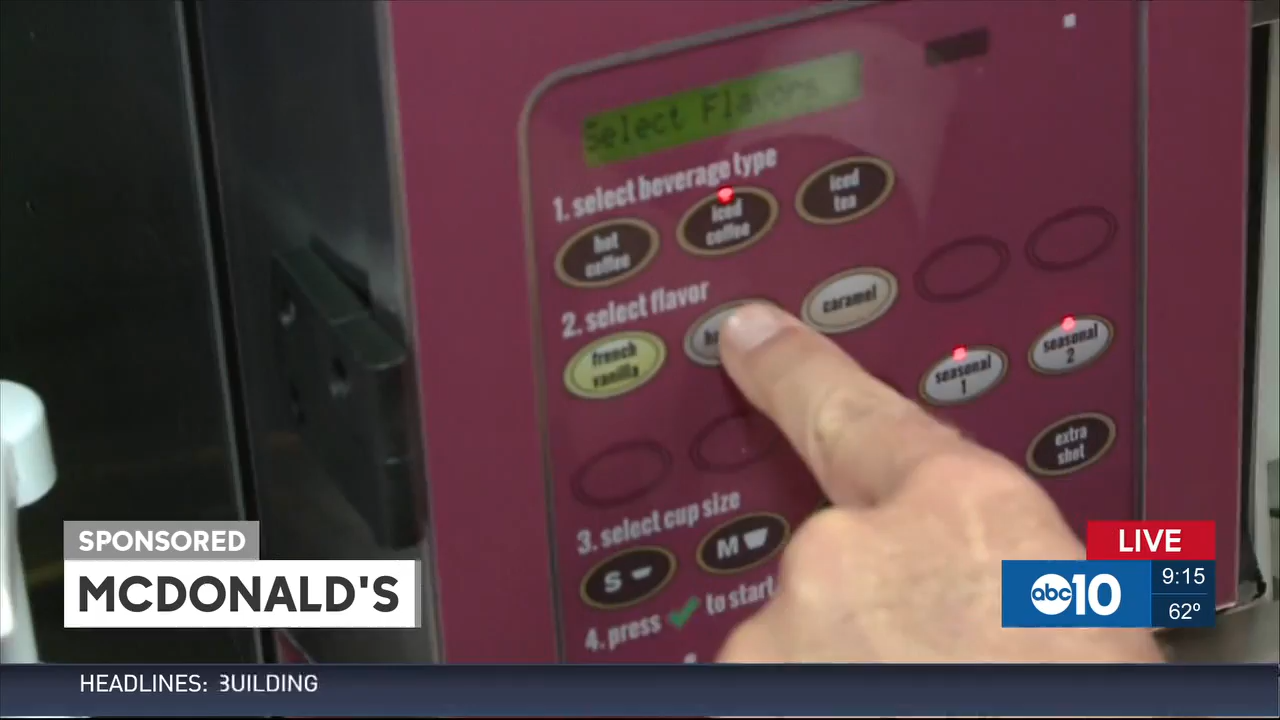 Select Flavors
1. select beverage type
hot
coffee
iced
coffee
iced
tea
2. select flavor
french
vanilla
caramel
seasonal
1
seasonal
2
extra
shot
3. select cup size
S
M
4. press ✓ to start
SPONSORED
MCDONALD'S
LIVE
abc10
9:15
62°
HEADLINES: BUILDING